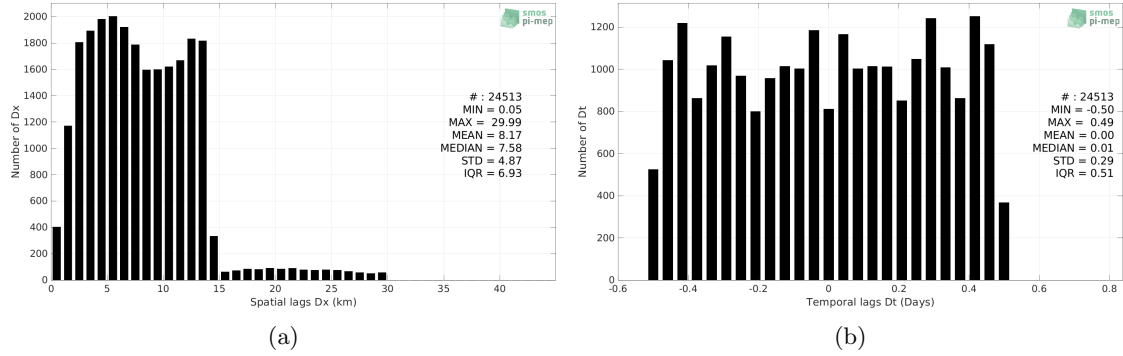 smos
pi-mep
2000
1800
1600
1400
1200
1000
800
600
400
200
0
Number of Dx
# : 24513
MIN = 0.05
MAX = 29.99
MEAN = 8.17
MEDIAN = 7.58
STD = 4.87
IQR = 6.93
0 5 10 15 20 25 30 35 40
Spatial lags Dx (km)
(a)
smos
pi-mep
1200
1000
800
600
400
200
0
Number of Dt
# : 24513
MIN = -0.50
MAX = 0.49
MEAN = 0.00
MEDIAN = 0.01
STD = 0.29
IQR = 0.51
-0.6 -0.4 -0.2 0 0.2 0.4 0.6 0.8
Temporal lags Dt (Days)
(b)